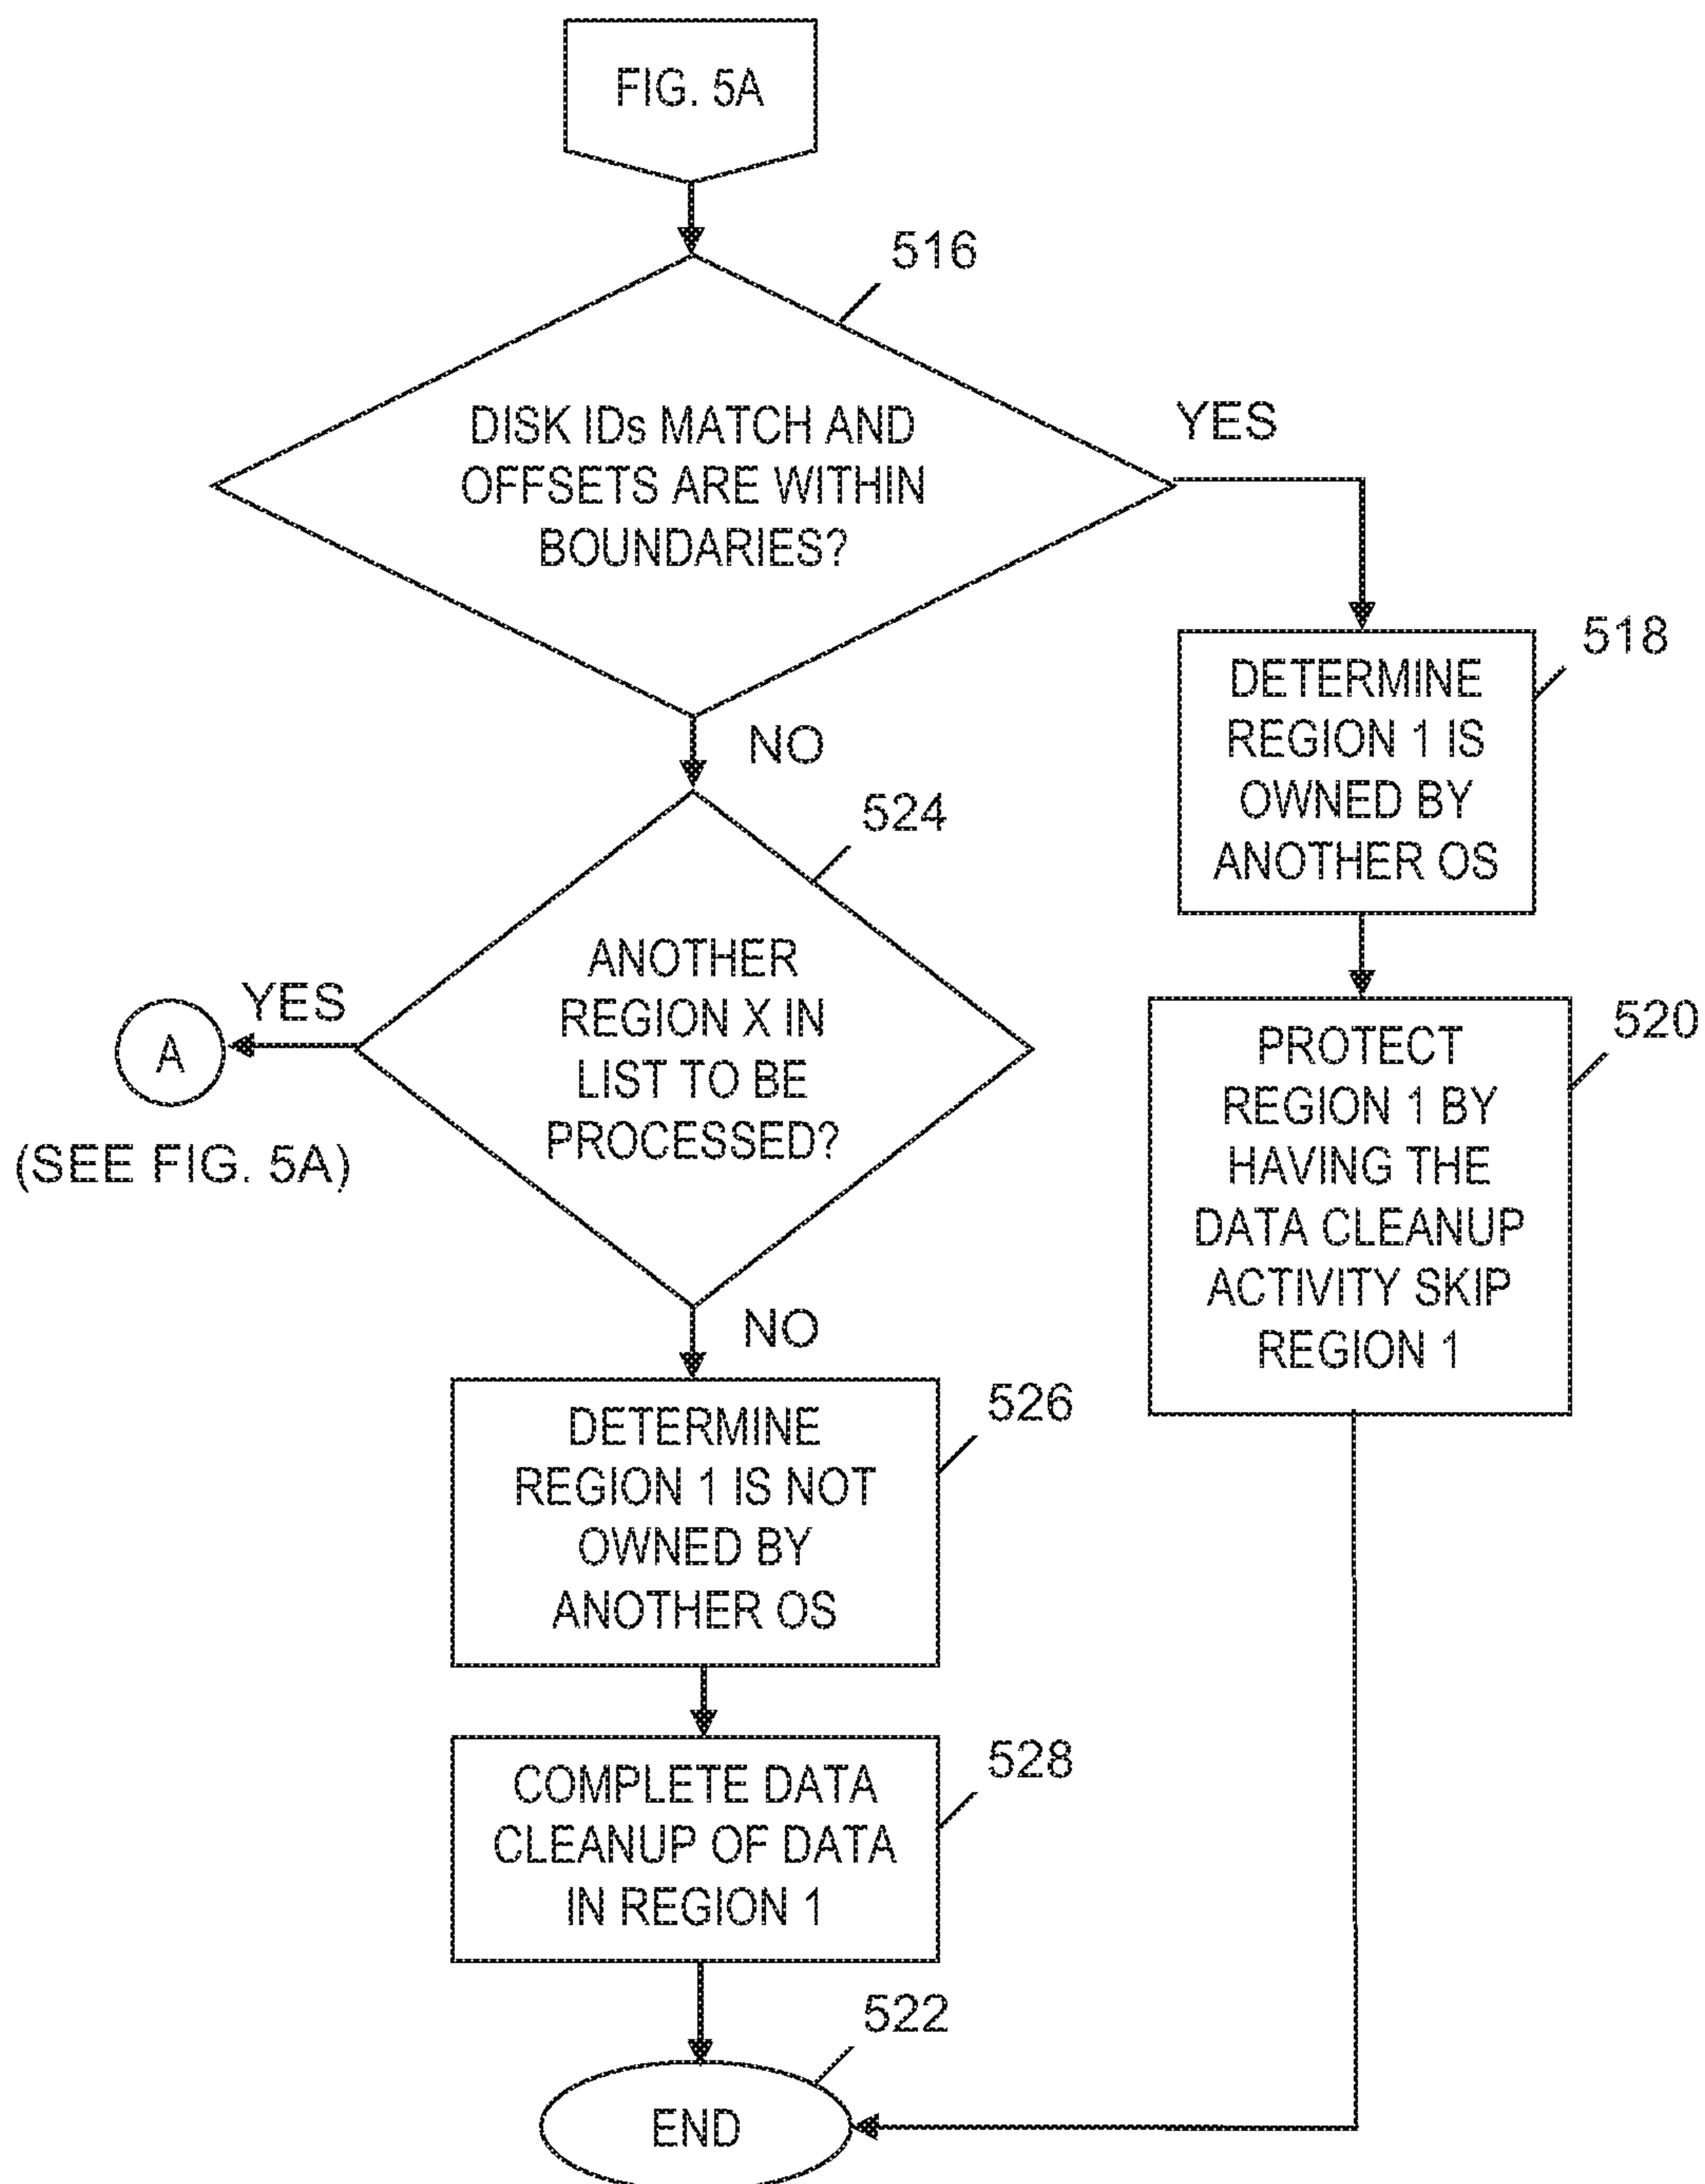 FIG. 5A
516
DISK IDs MATCH AND
OFFSETS ARE WITHIN
BOUNDARIES?
YES
518
DETERMINE
REGION 1 IS
OWNED BY
ANOTHER OS
NO
524
ANOTHER
REGION X IN
LIST TO BE
PROCESSED?
YES
A
(SEE FIG. 5A)
520
PROTECT
REGION 1 BY
HAVING THE
DATA CLEANUP
ACTIVITY SKIP
REGION 1
NO
526
DETERMINE
REGION 1 IS NOT
OWNED BY
ANOTHER OS
528
COMPLETE DATA
CLEANUP OF DATA
IN REGION 1
522
END